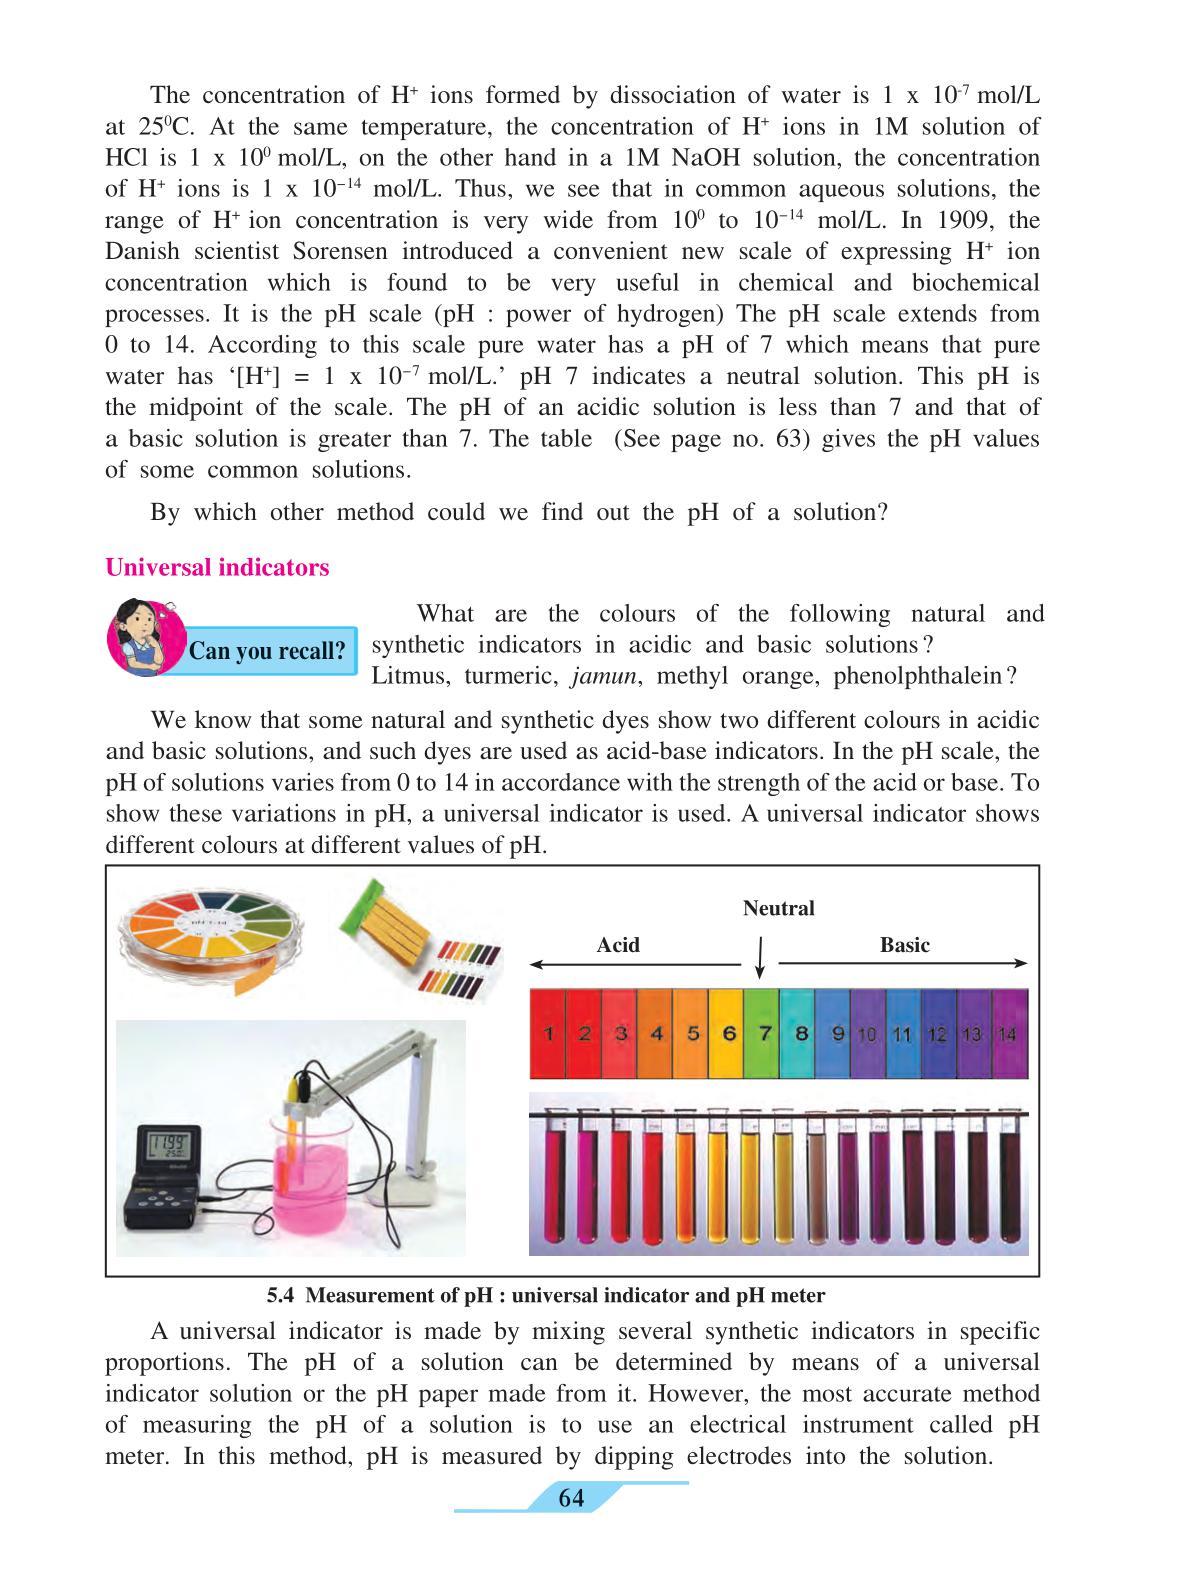 The concentration of H⁺ ions formed by dissociation of water is 1 x 10⁻⁷ mol/L
at 25⁰C. At the same temperature, the concentration of H⁺ ions in 1M solution of
HCl is 1 x 10⁰ mol/L, on the other hand in a 1M NaOH solution, the concentration
of H⁺ ions is 1 x 10⁻¹⁴ mol/L. Thus, we see that in common aqueous solutions, the
range of H⁺ ion concentration is very wide from 10⁰ to 10⁻¹⁴ mol/L. In 1909, the
Danish scientist Sorensen introduced a convenient new scale of expressing H⁺ ion
concentration which is found to be very useful in chemical and biochemical
processes. It is the pH scale (pH : power of hydrogen) The pH scale extends from
0 to 14. According to this scale pure water has a pH of 7 which means that pure
water has ‘[H⁺] = 1 x 10⁻⁷ mol/L.’ pH 7 indicates a neutral solution. This pH is
the midpoint of the scale. The pH of an acidic solution is less than 7 and that of
a basic solution is greater than 7. The table (See page no. 63) gives the pH values
of some common solutions.
By which other method could we find out the pH of a solution?
Universal indicators
Can you recall?
What are the colours of the following natural and
synthetic indicators in acidic and basic solutions ?
Litmus, turmeric, jamun, methyl orange, phenolphthalein ?
We know that some natural and synthetic dyes show two different colours in acidic
and basic solutions, and such dyes are used as acid-base indicators. In the pH scale, the
pH of solutions varies from 0 to 14 in accordance with the strength of the acid or base. To
show these variations in pH, a universal indicator is used. A universal indicator shows
different colours at different values of pH.
Neutral
Acid
Basic
1 2 3 4 5 6 7 8 9 10 11 12 13 14
5.4 Measurement of pH : universal indicator and pH meter
A universal indicator is made by mixing several synthetic indicators in specific
proportions. The pH of a solution can be determined by means of a universal
indicator solution or the pH paper made from it. However, the most accurate method
of measuring the pH of a solution is to use an electrical instrument called pH
meter. In this method, pH is measured by dipping electrodes into the solution.
64